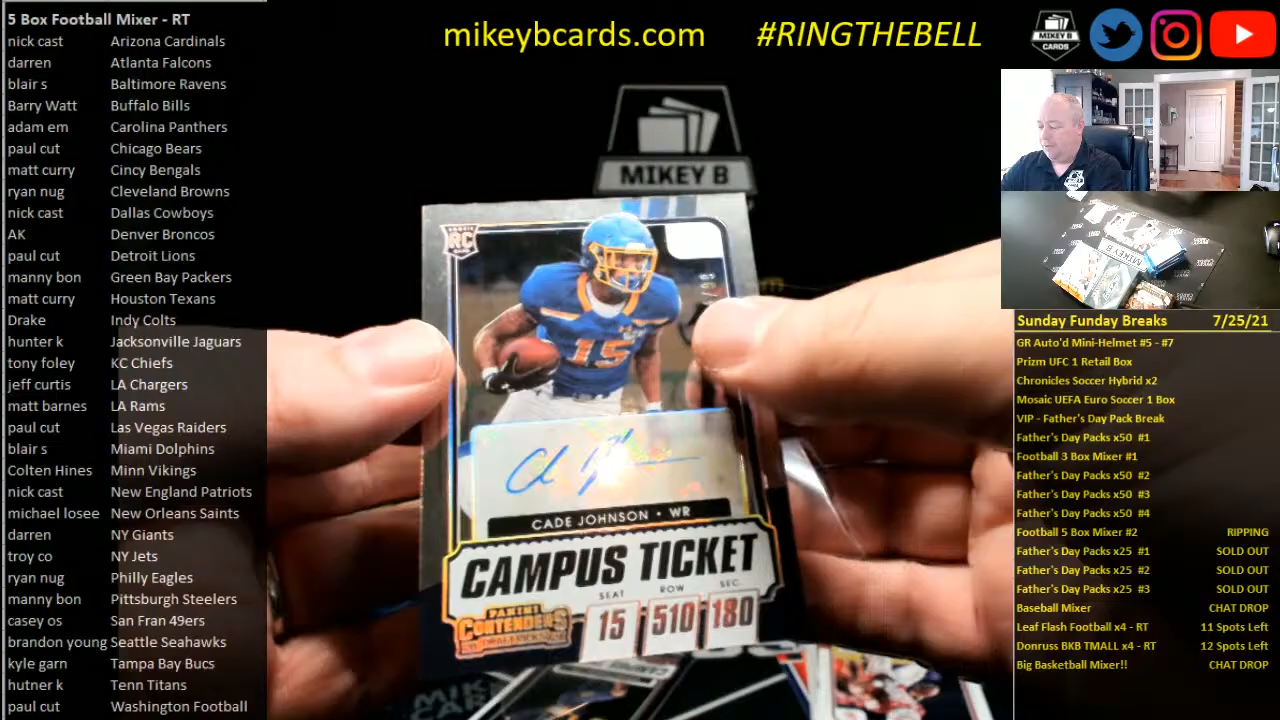 5 Box Football Mixer - RT
nick cast Arizona Cardinals
darren Atlanta Falcons
blair s Baltimore Ravens
Barry Watt Buffalo Bills
adam em Carolina Panthers
paul cut Chicago Bears
matt curry Cincy Bengals
ryan nug Cleveland Browns
nick cast Dallas Cowboys
AK Denver Broncos
paul cut Detroit Lions
manny bon Green Bay Packers
matt curry Houston Texans
Drake Indy Colts
hunter k Jacksonville Jaguars
tony foley KC Chiefs
jeff curtis LA Chargers
matt barnes LA Rams
paul cut Las Vegas Raiders
blair s Miami Dolphins
Colten Hines Minn Vikings
nick cast New England Patriots
michael losee New Orleans Saints
darren NY Giants
troy co NY Jets
ryan nug Philly Eagles
manny bon Pittsburgh Steelers
casey os San Fran 49ers
brandon young Seattle Seahawks
kyle garn Tampa Bay Bucs
hutner k Tenn Titans
paul cut Washington Football
mikeybcards.com #RINGTHEBELL
MIKEY B
CARDS
MIKEY B
RC
15
CADE JOHNSON • WR
CAMPUS TICKET
SEAT ROW SEC.
15 510 180
PANINI
CONTENDERS
DRAFT PICKS
Sunday Funday Breaks 7/25/21
GR Auto'd Mini-Helmet #5 - #7
Prizm UFC 1 Retail Box
Chronicles Soccer Hybrid x2
Mosaic UEFA Euro Soccer 1 Box
VIP - Father's Day Pack Break
Father's Day Packs x50 #1
Football 3 Box Mixer #1
Father's Day Packs x50 #2
Father's Day Packs x50 #3
Father's Day Packs x50 #4
Football 5 Box Mixer #2 RIPPING
Father's Day Packs x25 #1 SOLD OUT
Father's Day Packs x25 #2 SOLD OUT
Father's Day Packs x25 #3 SOLD OUT
Baseball Mixer CHAT DROP
Leaf Flash Football x4 - RT 11 Spots Left
Donruss BKB TMALL x4 - RT 12 Spots Left
Big Basketball Mixer!! CHAT DROP